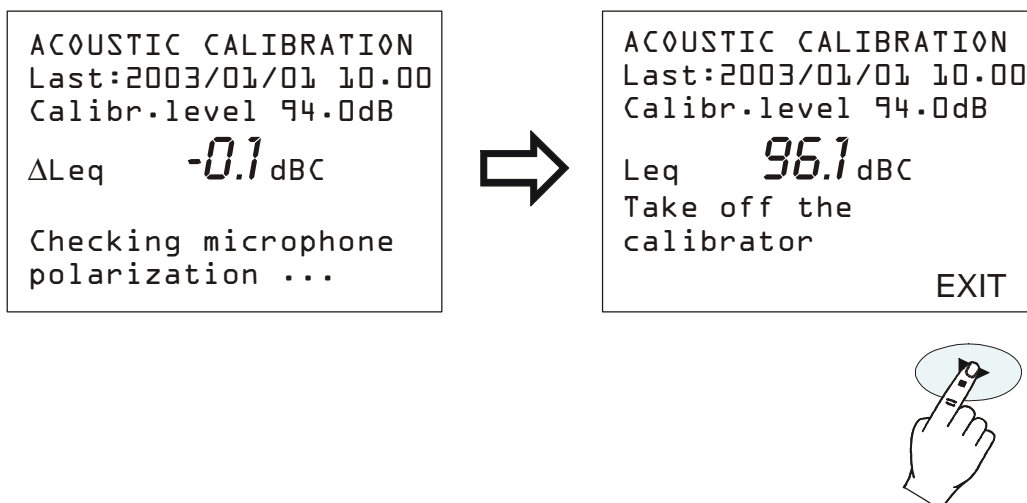 ACOUSTIC CALIBRATION
Last:2003/01/01 10.00
Calibr.level 94.0dB
ΔLeq -0.1 dBC
Checking microphone
polarization ...
ACOUSTIC CALIBRATION
Last:2003/01/01 10.00
Calibr.level 94.0dB
Leq 96.1 dBC
Take off the
calibrator
EXIT